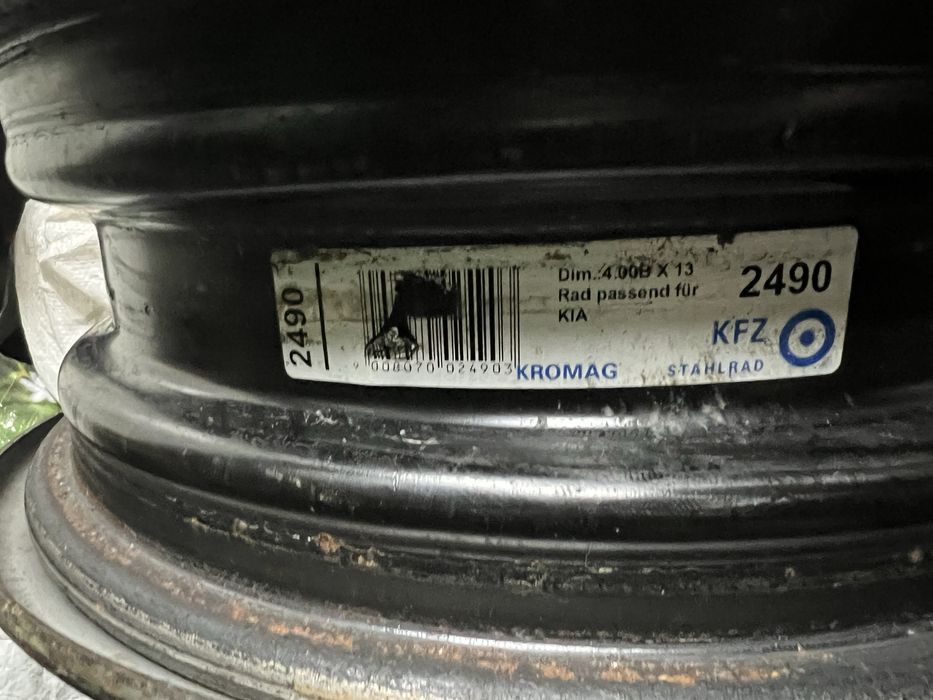 2490
9 008070 024903
Dim.:4.00B X 13
Rad passend für
KIA
2490
KFZ
KROMAG
STAHLRAD